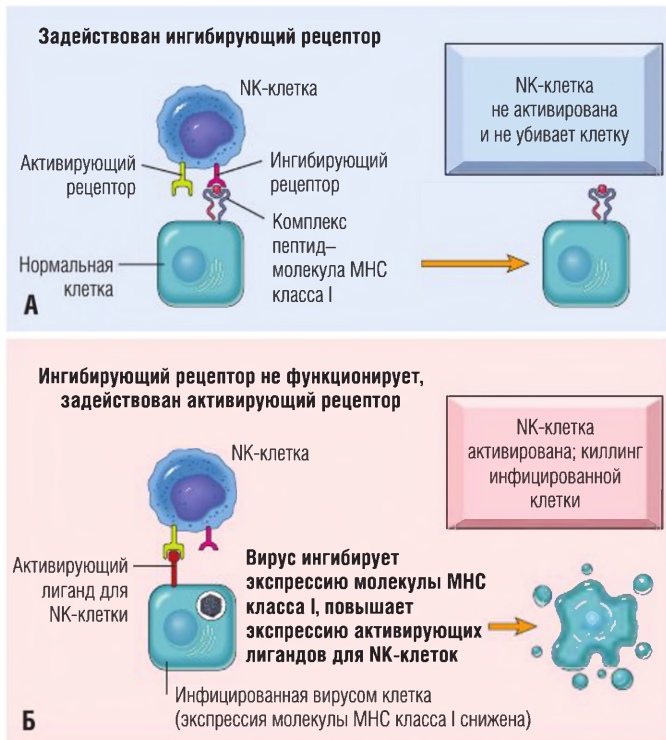 Задействован ингибирующий рецептор
NK-клетка
не активирована
и не убивает клетку
NK-клетка
Активирующий
рецептор
Ингибирующий
рецептор
Комплекс
пептид–
молекула МНС
класса I
Нормальная
клетка
А
Ингибирующий рецептор не функционирует,
задействован активирующий рецептор
NK-клетка
активирована; киллинг
инфицированной
клетки
NK-клетка
Активирующий
лиганд для
NK-клетки
Вирус ингибирует
экспрессию молекулы МНС
класса I, повышает
экспрессию активирующих
лигандов для NK-клеток
Инфицированная вирусом клетка
(экспрессия молекулы МНС класса I снижена)
Б